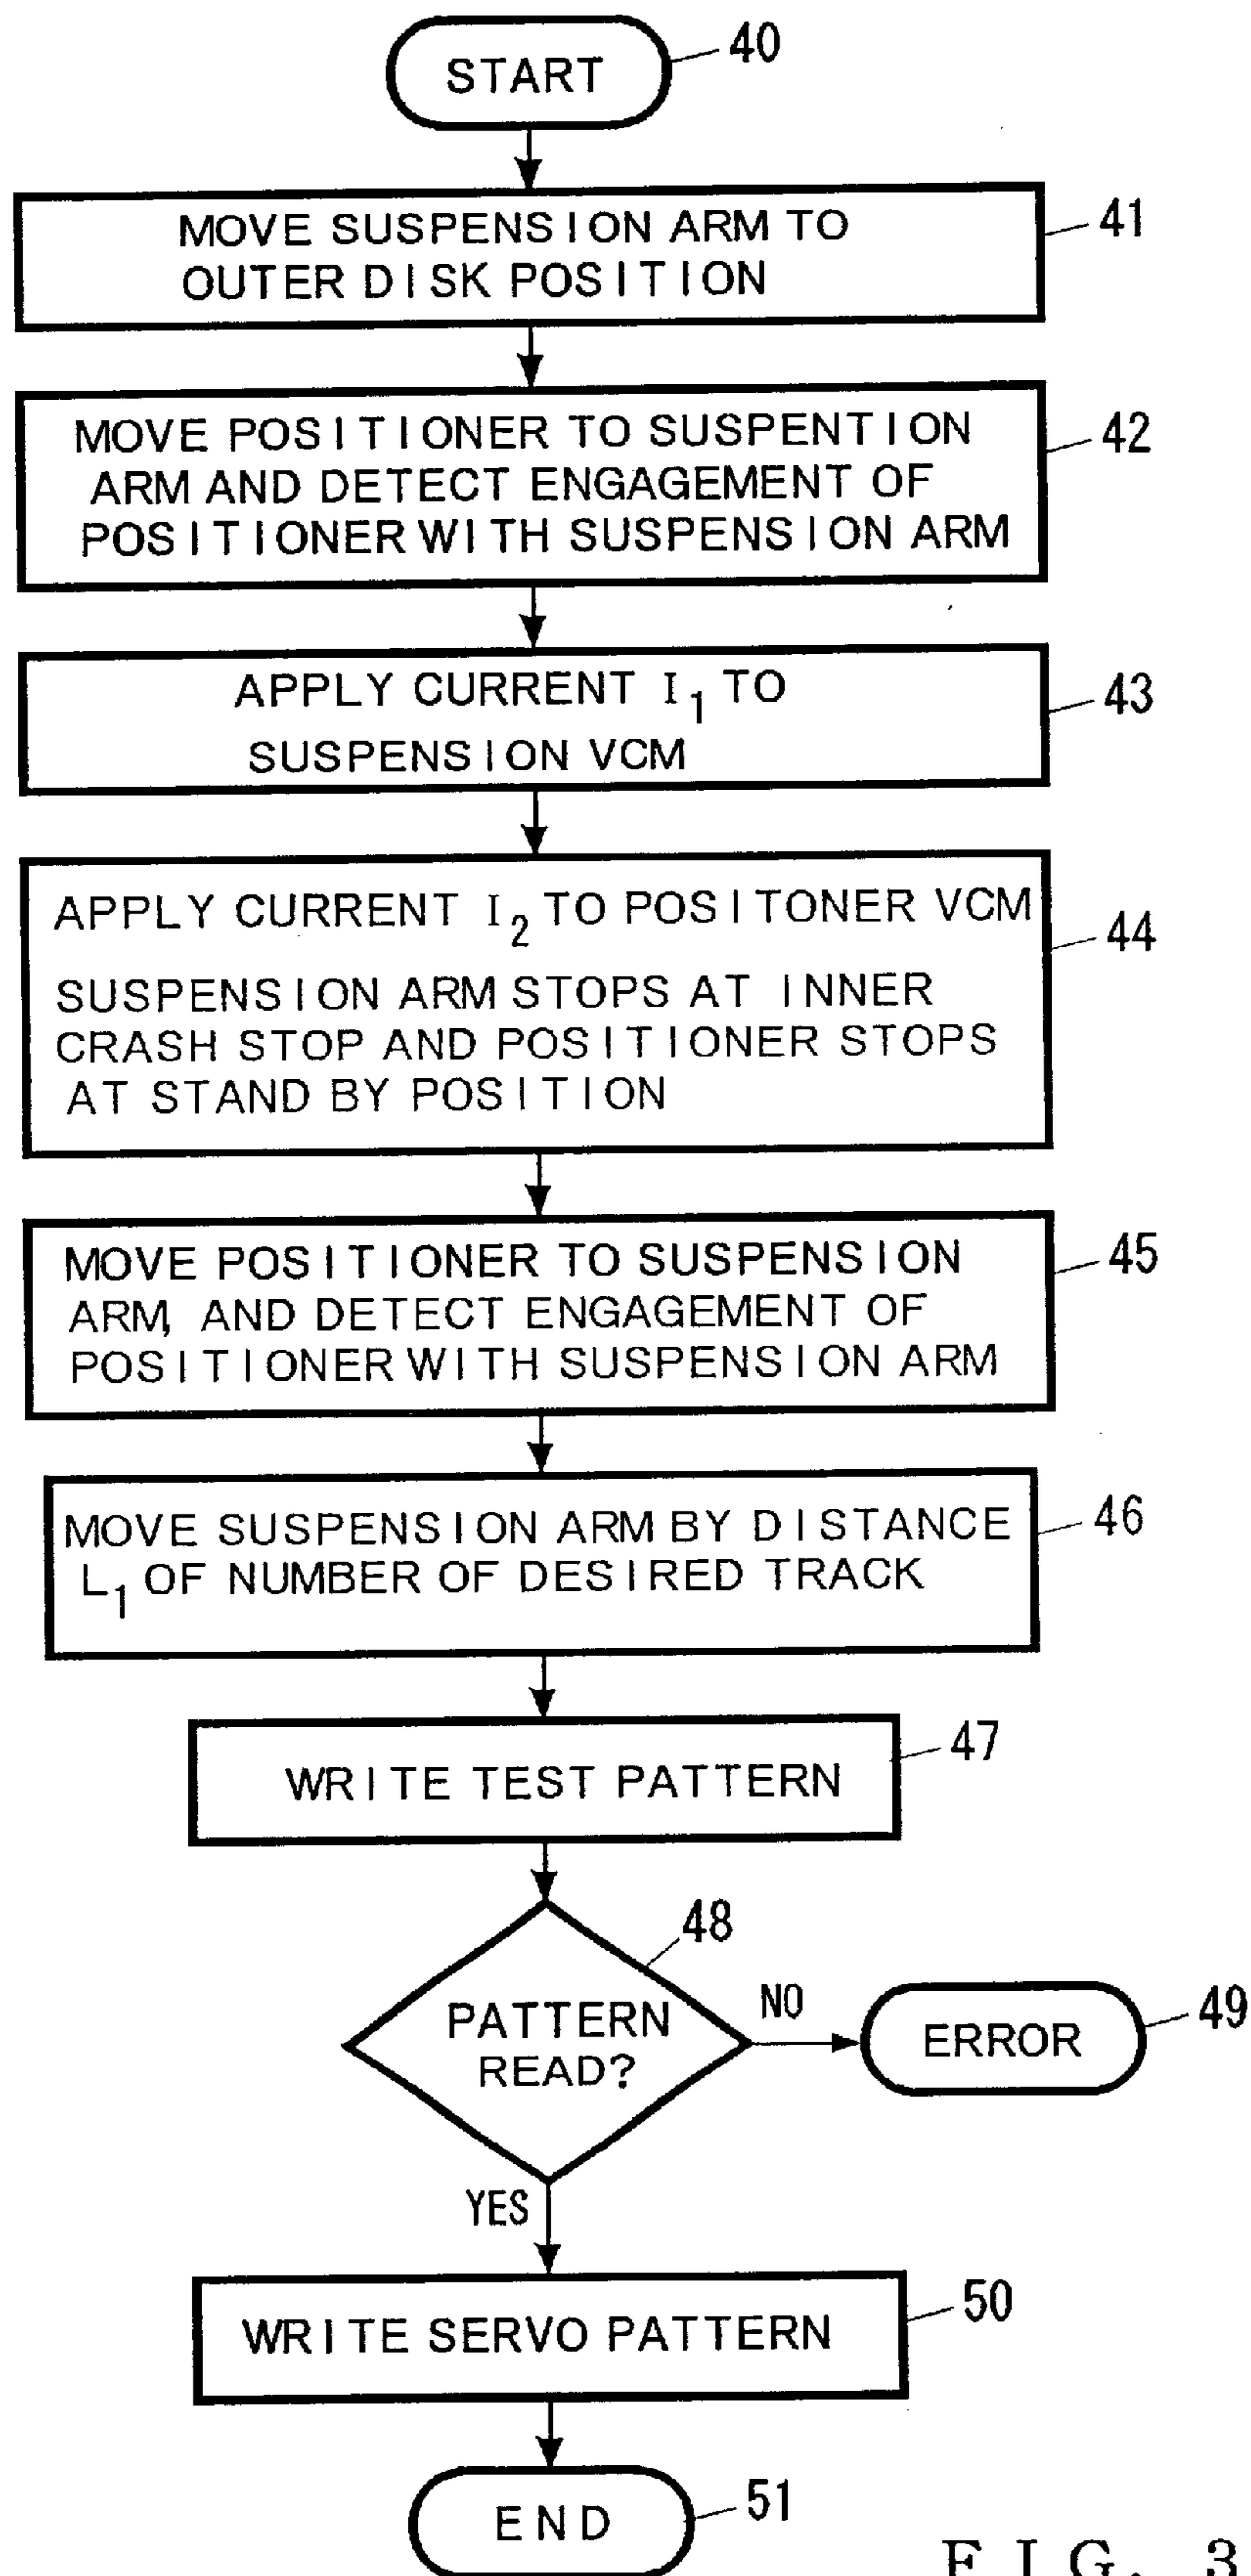 START
40
MOVE SUSPENSION ARM TO
OUTER DISK POSITION
41
MOVE POSITIONER TO SUSPENTION
ARM AND DETECT ENGAGEMENT OF
POSITIONER WITH SUSPENSION ARM
42
APPLY CURRENT I₁ TO
SUSPENSION VCM
43
APPLY CURRENT I₂ TO POSITONER VCM
SUSPENSION ARM STOPS AT INNER
CRASH STOP AND POSITIONER STOPS
AT STAND BY POSITION
44
MOVE POSITIONER TO SUSPENSION
ARM, AND DETECT ENGAGEMENT OF
POSITIONER WITH SUSPENSION ARM
45
MOVE SUSPENSION ARM BY DISTANCE
L₁ OF NUMBER OF DESIRED TRACK
46
WRITE TEST PATTERN
47
PATTERN
READ?
48
NO
ERROR
49
YES
WRITE SERVO PATTERN
50
END
51
FIG. 3